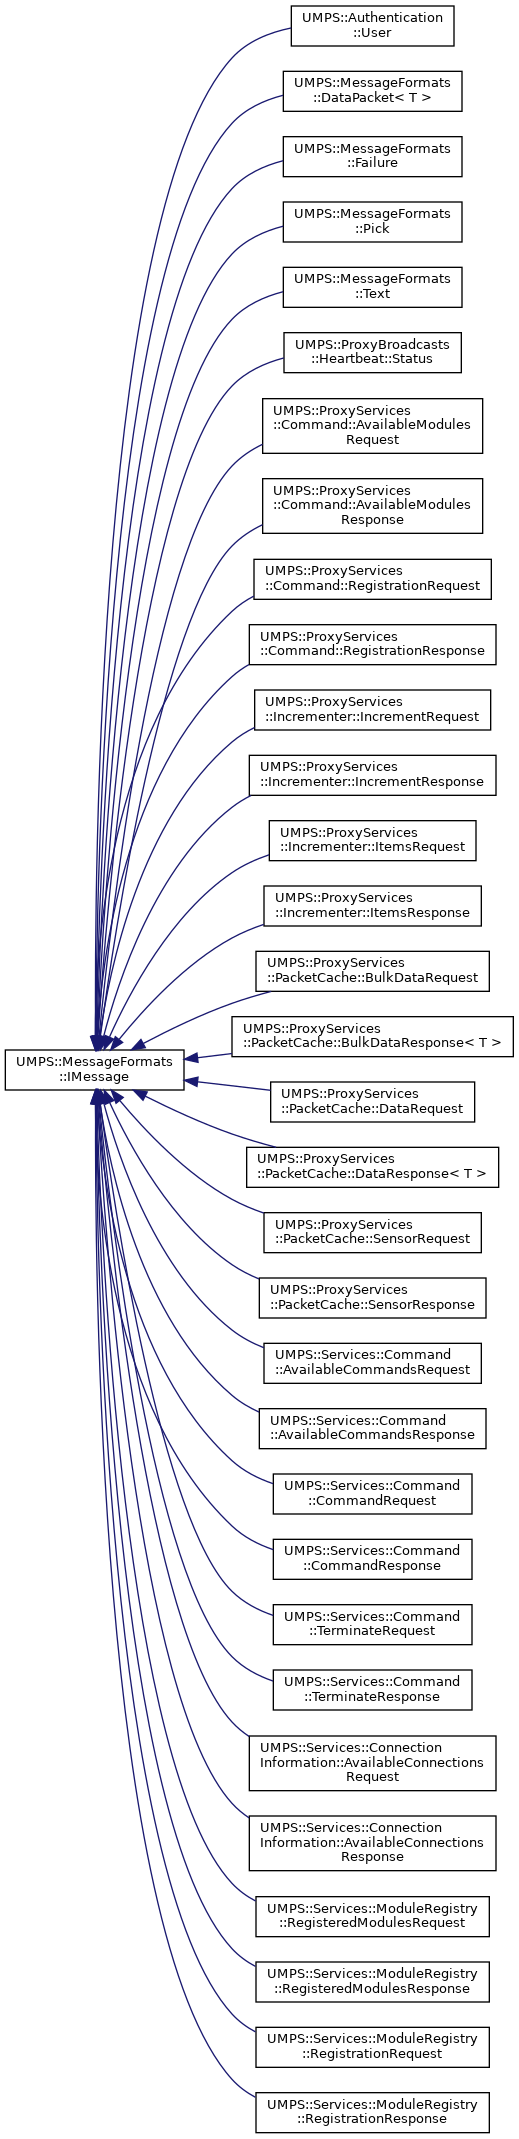 UMPS::Authentication
::User
UMPS::MessageFormats
::DataPacket< T >
UMPS::MessageFormats
::Failure
UMPS::MessageFormats
::Pick
UMPS::MessageFormats
::Text
UMPS::ProxyBroadcasts
::Heartbeat::Status
UMPS::ProxyServices
::Command::AvailableModules
Request
UMPS::ProxyServices
::Command::AvailableModules
Response
UMPS::ProxyServices
::Command::RegistrationRequest
UMPS::ProxyServices
::Command::RegistrationResponse
UMPS::ProxyServices
::Incrementer::IncrementRequest
UMPS::ProxyServices
::Incrementer::IncrementResponse
UMPS::ProxyServices
::Incrementer::ItemsRequest
UMPS::ProxyServices
::Incrementer::ItemsResponse
UMPS::ProxyServices
::PacketCache::BulkDataRequest
UMPS::ProxyServices
::PacketCache::BulkDataResponse< T >
UMPS::MessageFormats
::IMessage
UMPS::ProxyServices
::PacketCache::DataRequest
UMPS::ProxyServices
::PacketCache::DataResponse< T >
UMPS::ProxyServices
::PacketCache::SensorRequest
UMPS::ProxyServices
::PacketCache::SensorResponse
UMPS::Services::Command
::AvailableCommandsRequest
UMPS::Services::Command
::AvailableCommandsResponse
UMPS::Services::Command
::CommandRequest
UMPS::Services::Command
::CommandResponse
UMPS::Services::Command
::TerminateRequest
UMPS::Services::Command
::TerminateResponse
UMPS::Services::Connection
Information::AvailableConnections
Request
UMPS::Services::Connection
Information::AvailableConnections
Response
UMPS::Services::ModuleRegistry
::RegisteredModulesRequest
UMPS::Services::ModuleRegistry
::RegisteredModulesResponse
UMPS::Services::ModuleRegistry
::RegistrationRequest
UMPS::Services::ModuleRegistry
::RegistrationResponse